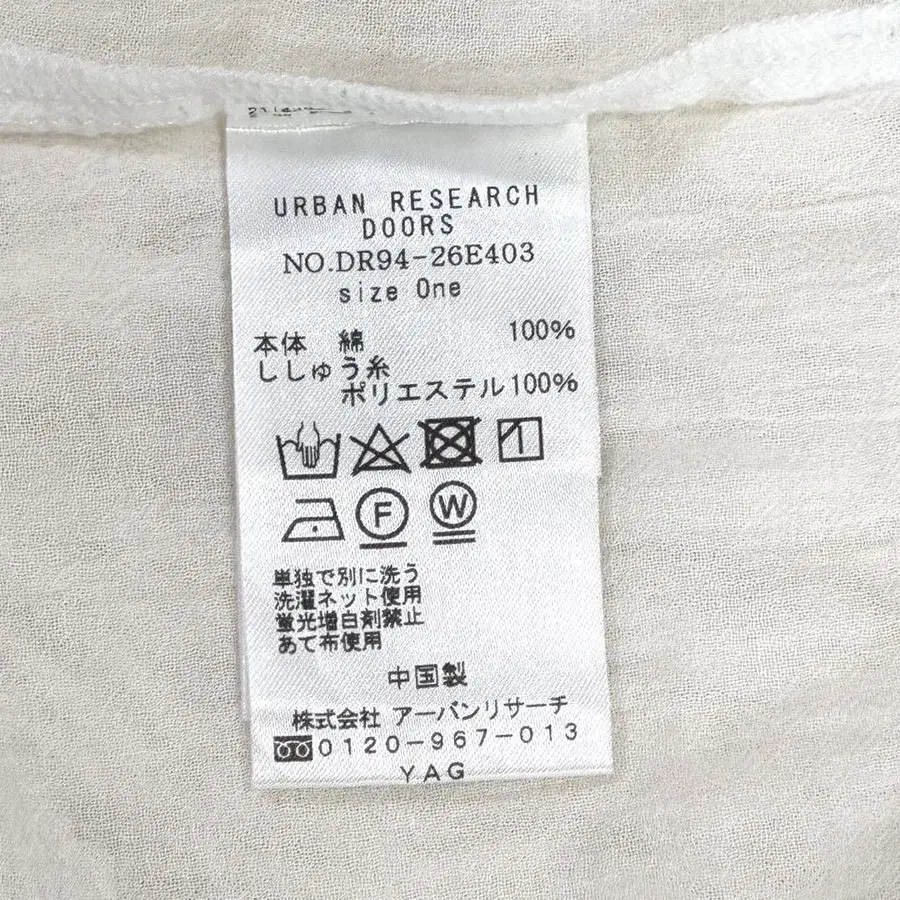 URBAN RESEARCH
DOORS
NO.DR94-26E403
size One
本体 綿 100%
ししゅう糸
ポリエステル100%
F W
単独で別に洗う
洗濯ネット使用
蛍光増白剤禁止
あて布使用
中国製
株式会社 アーバンリサーチ
0120-967-013
YAG